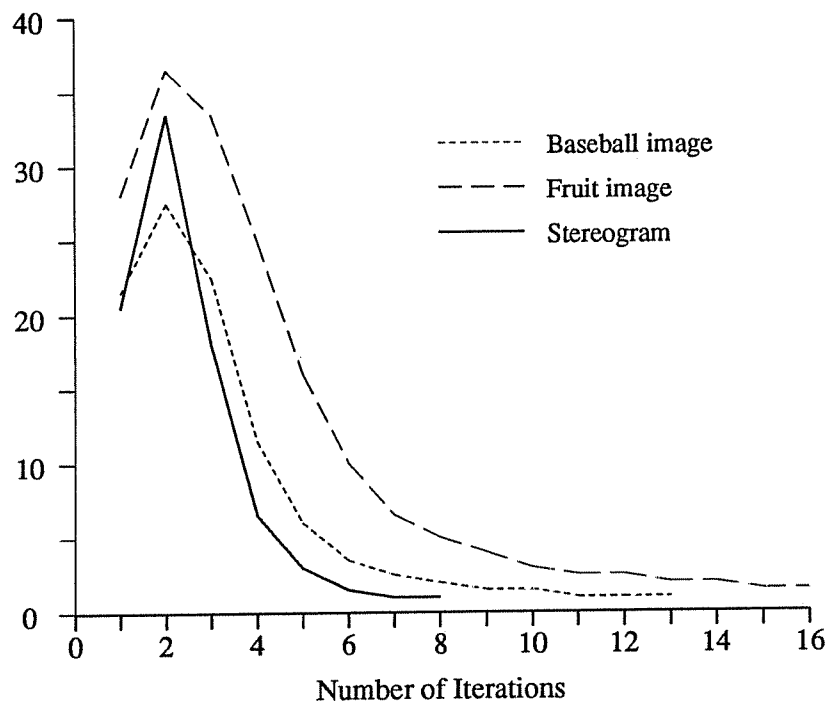 40
30
20
10
0
Baseball image
Fruit image
Stereogram
0 2 4 6 8 10 12 14 16
Number of Iterations